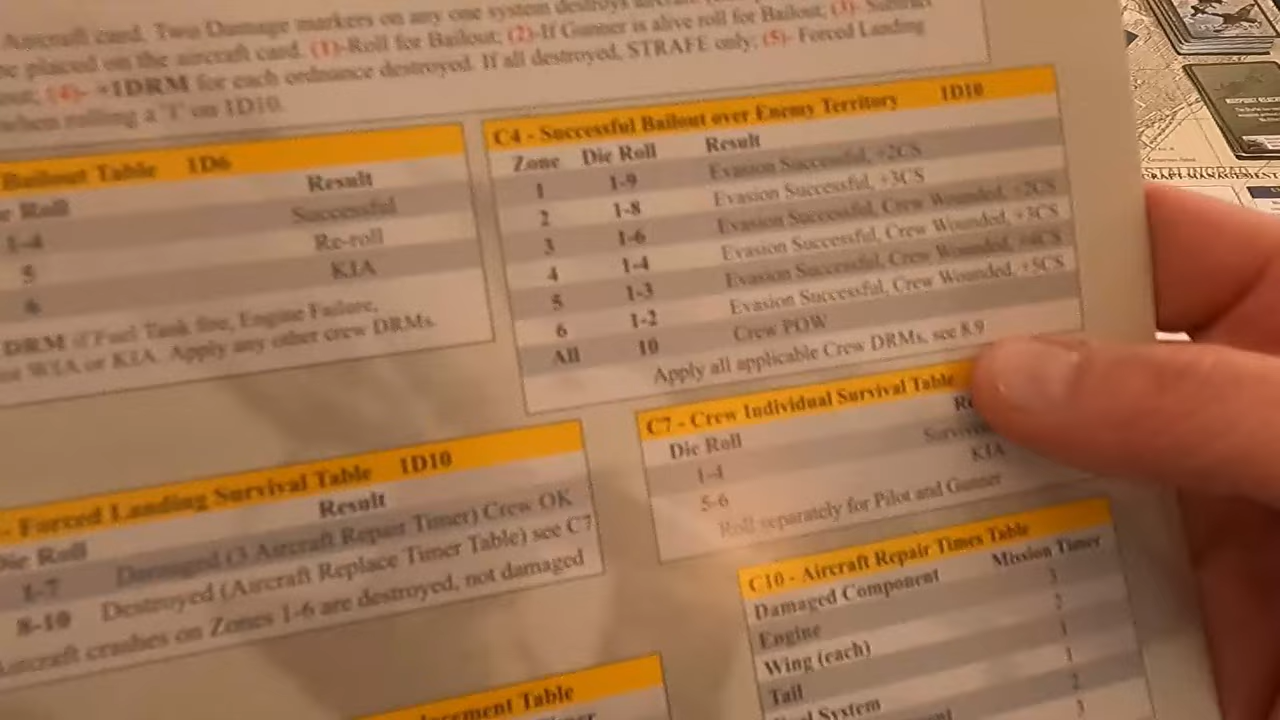 Aircraft card. Two Damage markers on any one system destroys
be placed on the aircraft card. (1)-Roll for Bailout; (2)-If Gunner is alive roll for Bailout; (3)- Subtract
(4)- +1DRM for each ordnance destroyed. If all destroyed, STRAFE only; (5)- Forced Landing
when rolling a '1' on 1D10.
Bailout Table 1D6
Roll Result
1-4 Successful
5 Re-roll
6 KIA
DRM if Fuel Tank fire, Engine Failure,
WIA or KIA. Apply any other crew DRMs.
C4 - Successful Bailout over Enemy Territory 1D10
Zone Die Roll Result
1 1-9 Evasion Successful, +2CS
2 1-8 Evasion Successful, +3CS
3 1-6 Evasion Successful, Crew Wounded, +2CS
4 1-4 Evasion Successful, Crew Wounded, +3CS
5 1-3 Evasion Successful, Crew Wounded, +4CS
6 1-2 Evasion Successful, Crew Wounded, +5CS
All 10 Crew POW
Apply all applicable Crew DRMs, see 8.9
- Forced Landing Survival Table 1D10
Die Roll Result
1-7 Damaged (3 Aircraft Repair Timer) Crew OK
8-10 Destroyed (Aircraft Replace Timer Table) see C7
Aircraft crashes on Zones 1-6 are destroyed, not damaged
C7 - Crew Individual Survival Table
Die Roll
1-4
5-6 KIA
Roll separately for Pilot and Gunner
C10 - Aircraft Repair Times Table
Damaged Component Mission Timer
Engine
Wing (each)
Tail
System
Table